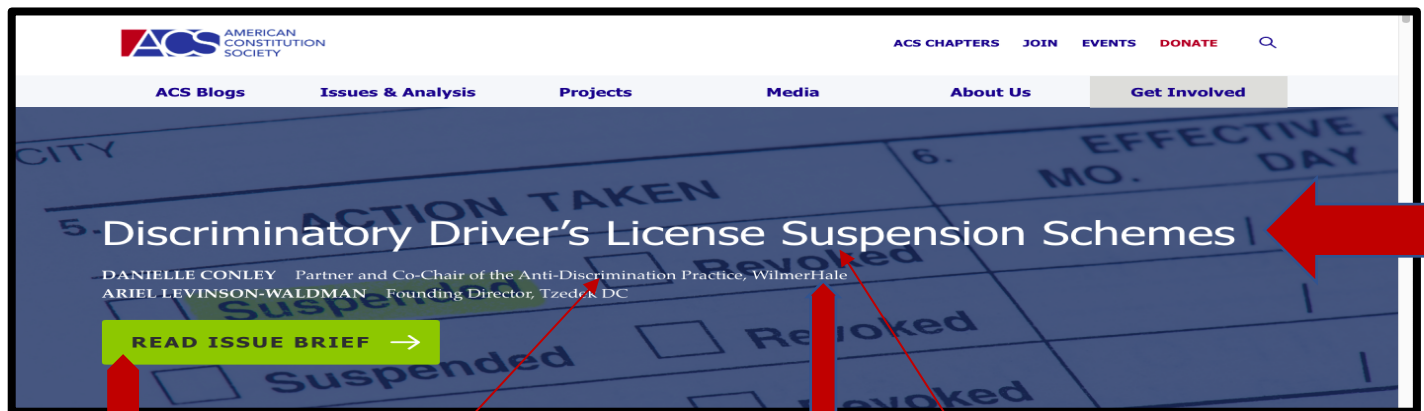 ACS AMERICAN
CONSTITUTION
SOCIETY
ACS CHAPTERS JOIN EVENTS DONATE
ACS Blogs Issues & Analysis Projects Media About Us Get Involved
CITY
5. ACTION TAKEN
6. EFFECTIVE
MO. DAY
Discriminatory Driver’s License Suspension Schemes
DANIELLE CONLEY Partner and Co-Chair of the Anti-Discrimination Practice, WilmerHale
ARIEL LEVINSON-WALDMAN Founding Director, Tzedek DC
Suspended Revoked
READ ISSUE BRIEF →
Suspended Revoked
Revoked